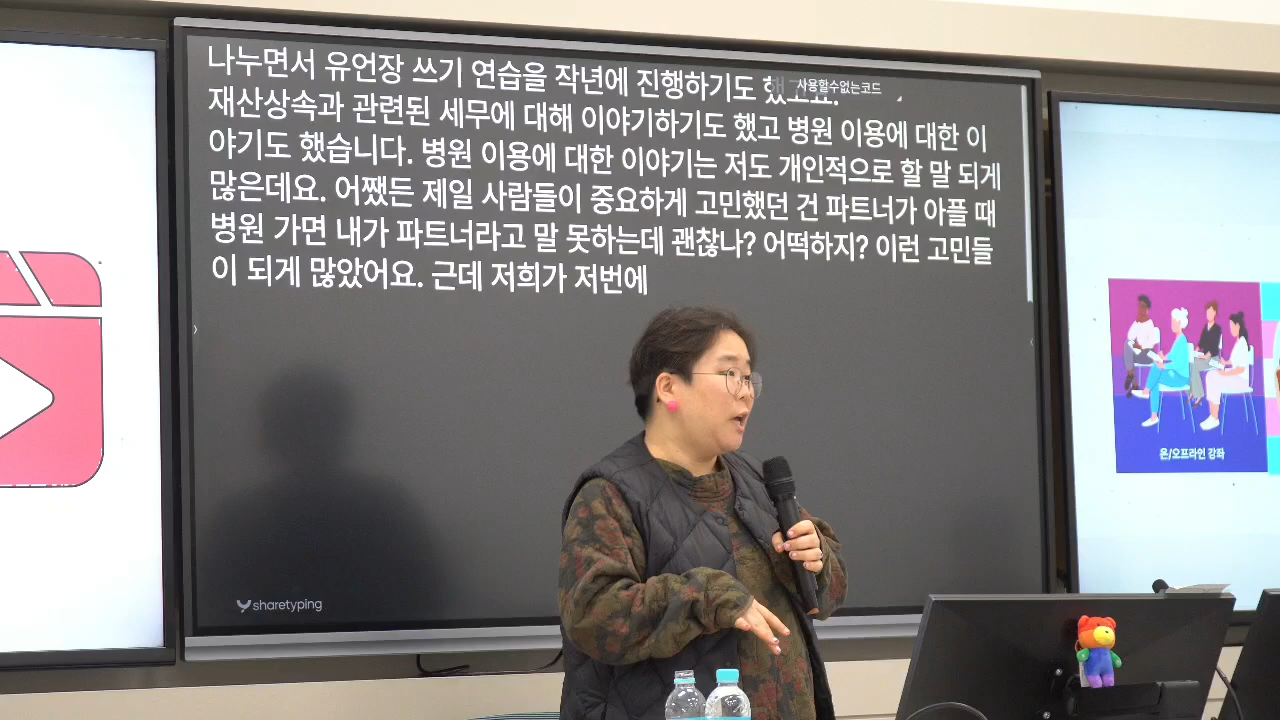 나누면서 유언장 쓰기 연습을 작년에 진행하기도 했고요.
사용할수없는코드
재산상속과 관련된 세무에 대해 이야기하기도 했고 병원 이용에 대한 이
야기도 했습니다. 병원 이용에 대한 이야기는 저도 개인적으로 할 말 되게
많은데요. 어쨌든 제일 사람들이 중요하게 고민했던 건 파트너가 아플 때
병원 가면 내가 파트너라고 말 못하는데 괜찮나? 어떡하지? 이런 고민들
이 되게 많았어요. 근데 저희가 저번에
sharetyping
온/오프라인 강좌